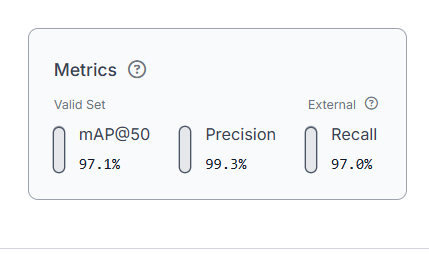 Metrics ?
Valid Set External ?
mAP@50 Precision Recall
97.1% 99.3% 97.0%